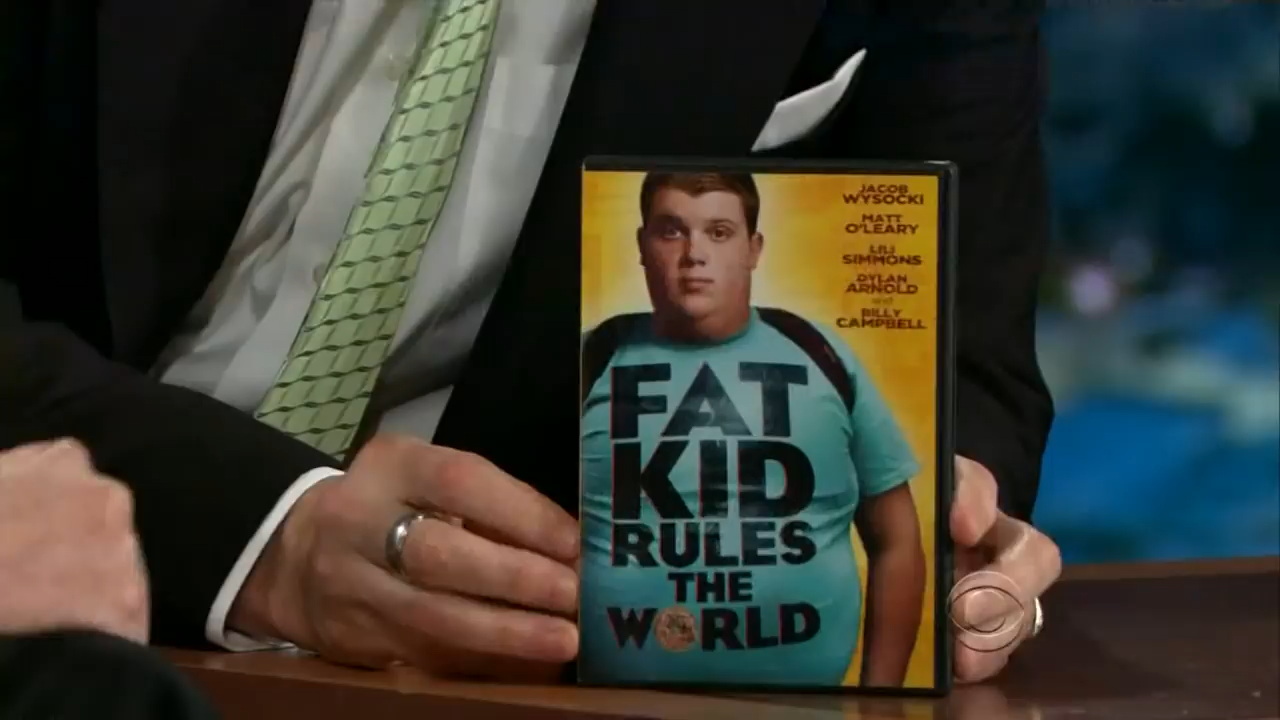 JACOB
WYSOCKI
MATT
O'LEARY
LILI
SIMMONS
DYLAN
ARNOLD
and
BILLY
CAMPBELL
FAT
KID
RULES
THE
WORLD